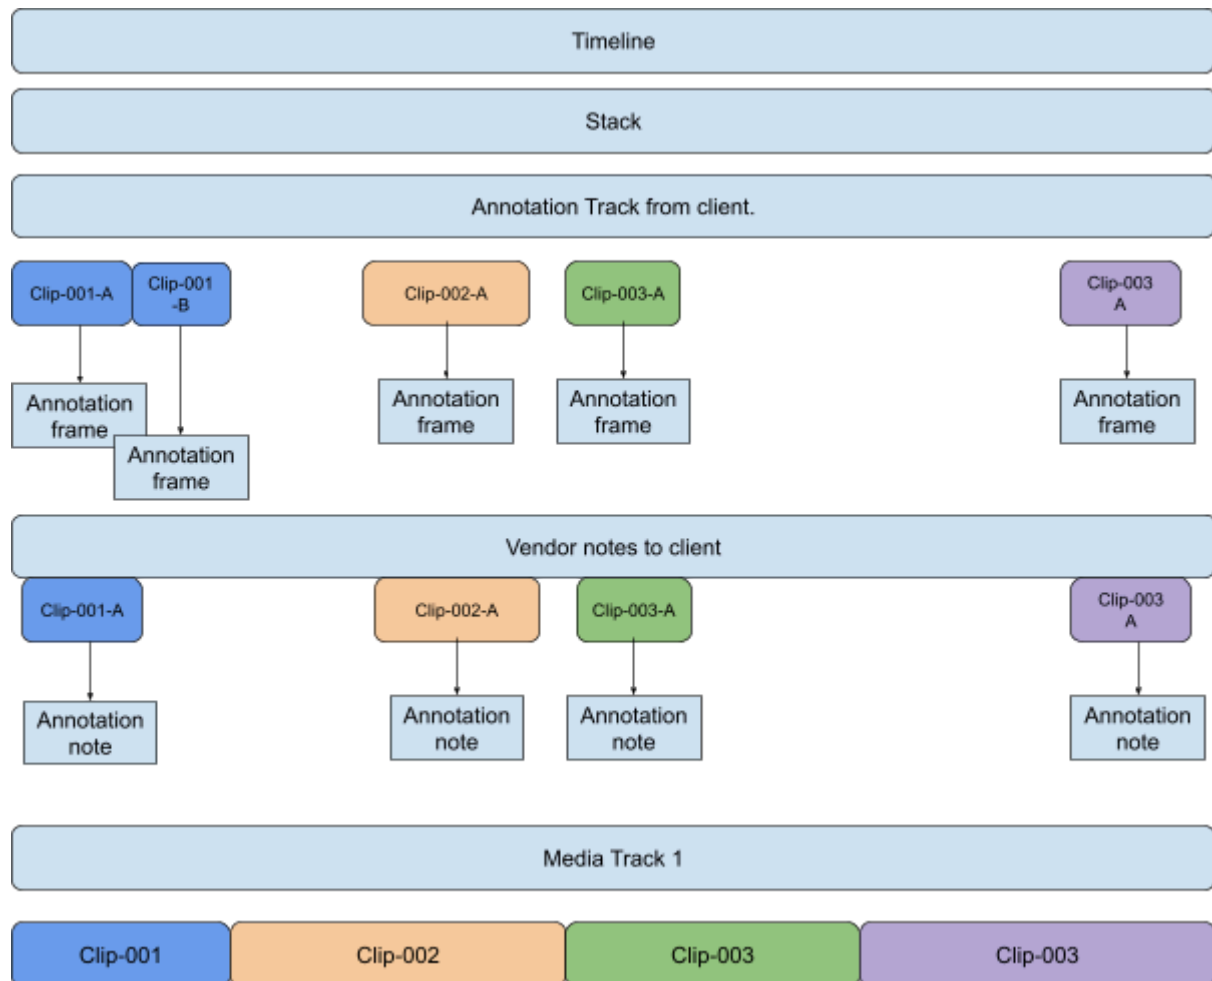 Timeline
Stack
Annotation Track from client.
Clip-001-A
Clip-001
-B
Clip-002-A
Clip-003-A
Clip-003
A
Annotation
frame
Annotation
frame
Annotation
frame
Annotation
frame
Annotation
frame
Vendor notes to client
Clip-001-A
Clip-002-A
Clip-003-A
Clip-003
A
Annotation
note
Annotation
note
Annotation
note
Annotation
note
Media Track 1
Clip-001
Clip-002
Clip-003
Clip-003